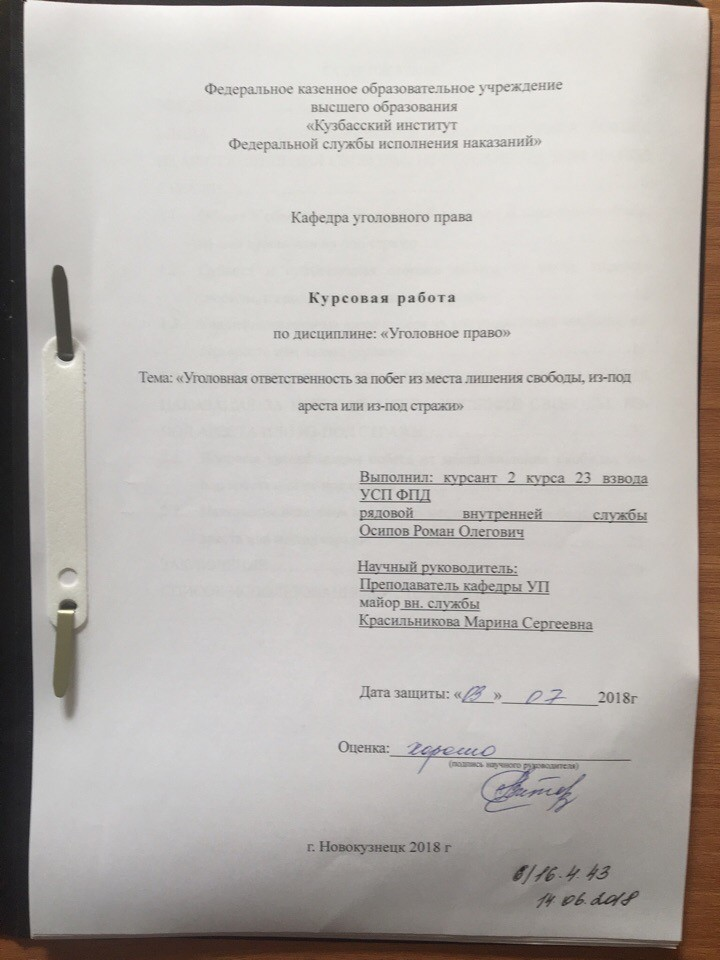 Федеральное казенное образовательное учреждение
высшего образования
«Кузбасский институт
Федеральной службы исполнения наказаний»
Кафедра уголовного права
Курсовая работа
по дисциплине: «Уголовное право»
Тема: «Уголовная ответственность за побег из места лишения свободы, из-под
ареста или из-под стражи»
Выполнил: курсант 2 курса 23 взвода
УСП ФПД
рядовой внутренней службы
Осипов Роман Олегович
Научный руководитель:
Преподаватель кафедры УП
майор вн. службы
Красильникова Марина Сергеевна
Дата защиты: «03» 07 2018г
Оценка: хорошо
(подпись научного руководителя)
г. Новокузнецк 2018 г
б/16.4.43
14.06.2018